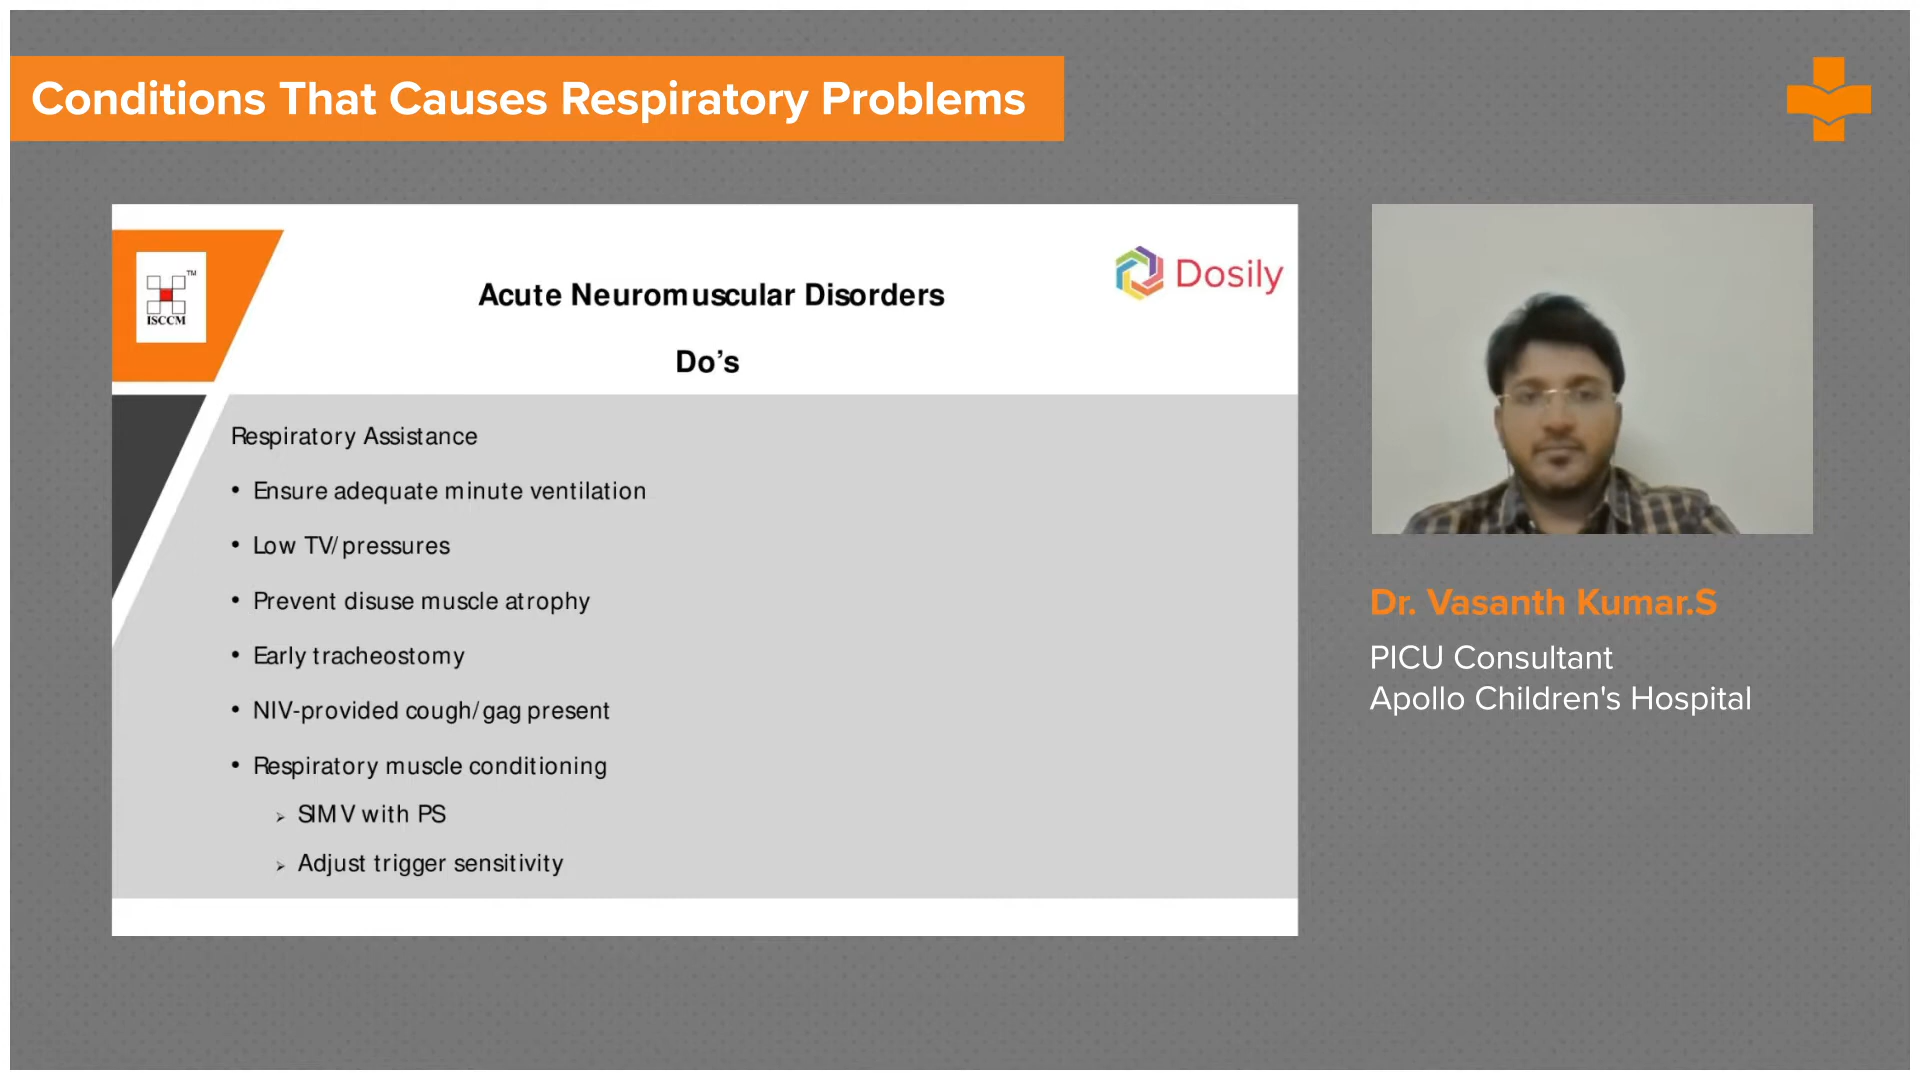 Conditions That Causes Respiratory Problems
TM
ISCCM
Dosily
Acute Neuromuscular Disorders
Do’s
Respiratory Assistance
• Ensure adequate minute ventilation
• Low TV/pressures
• Prevent disuse muscle atrophy
• Early tracheostomy
• NIV-provided cough/gag present
• Respiratory muscle conditioning
➢ SIMV with PS
➢ Adjust trigger sensitivity
Dr. Vasanth Kumar.S
PICU Consultant
Apollo Children's Hospital